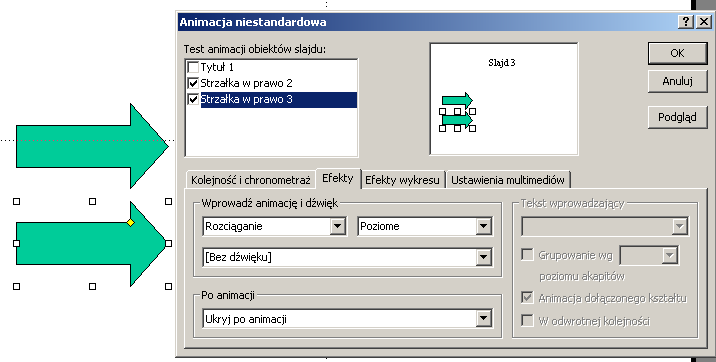 Animacja niestandardowa
Test animacji obiektów slajdu:
Tytuł 1
Strzałka w prawo 2
Strzałka w prawo 3
Slajd 3
OK
Anuluj
Podgląd
Kolejność i chronometraż
Efekty
Efekty wykresu
Ustawienia multimediów
Wprowadź animację i dźwięk
Rozciąganie
Poziome
[Bez dźwięku]
Po animacji
Ukryj po animacji
Tekst wprowadzający
Grupowanie wg
poziomu akapitów
Animacja dołączonego kształtu
W odwrotnej kolejności